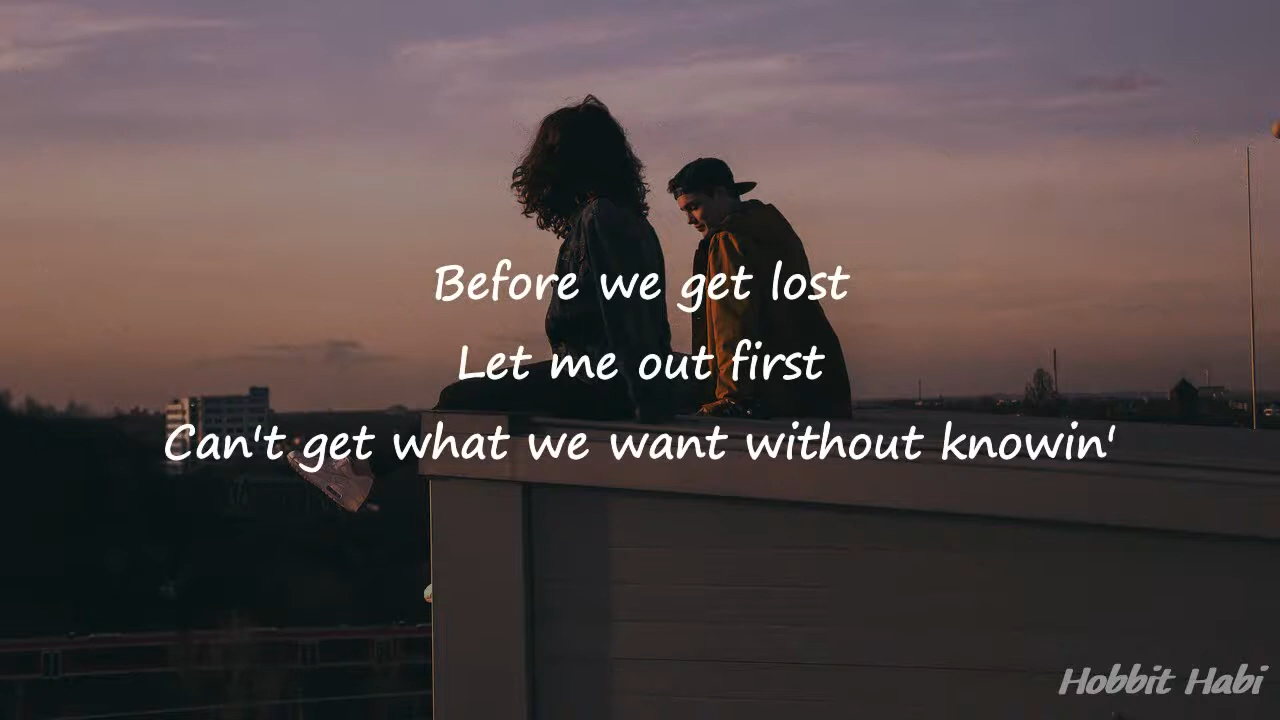 Before we get lost
Let me out first
Can't get what we want without knowin'
Hobbit Habi